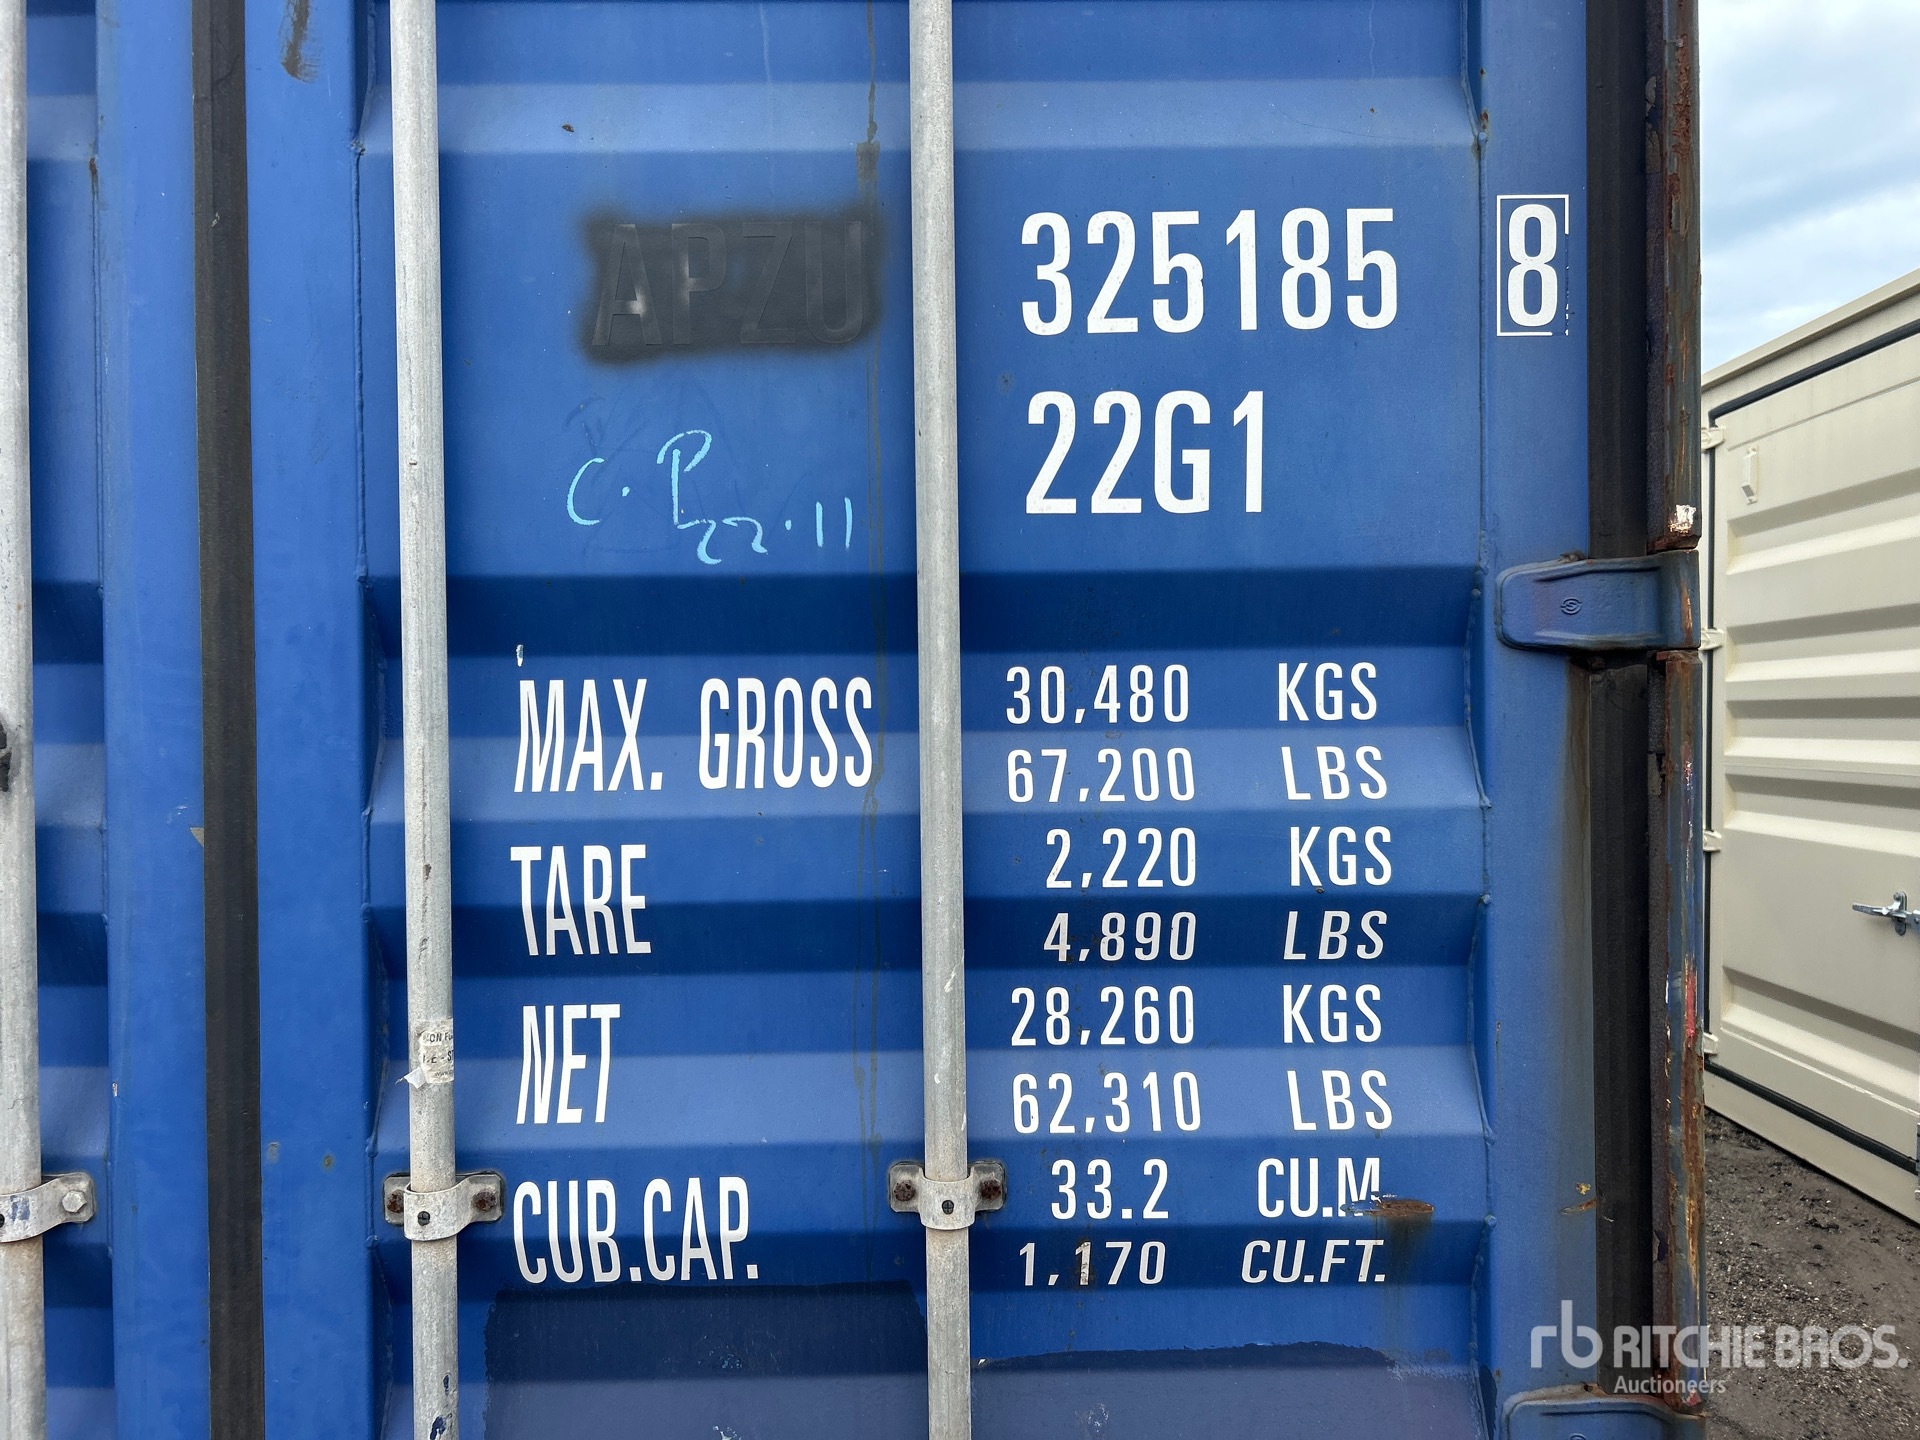 APZU 325185 8
22G1
C.P 22.11
MAX. GROSS 30,480 KGS
67,200 LBS
TARE 2,220 KGS
4,890 LBS
NET 28,260 KGS
62,310 LBS
CUB.CAP. 33.2 CU.M
1,170 CU.FT.
rb RITCHIE BROS.
Auctioneers